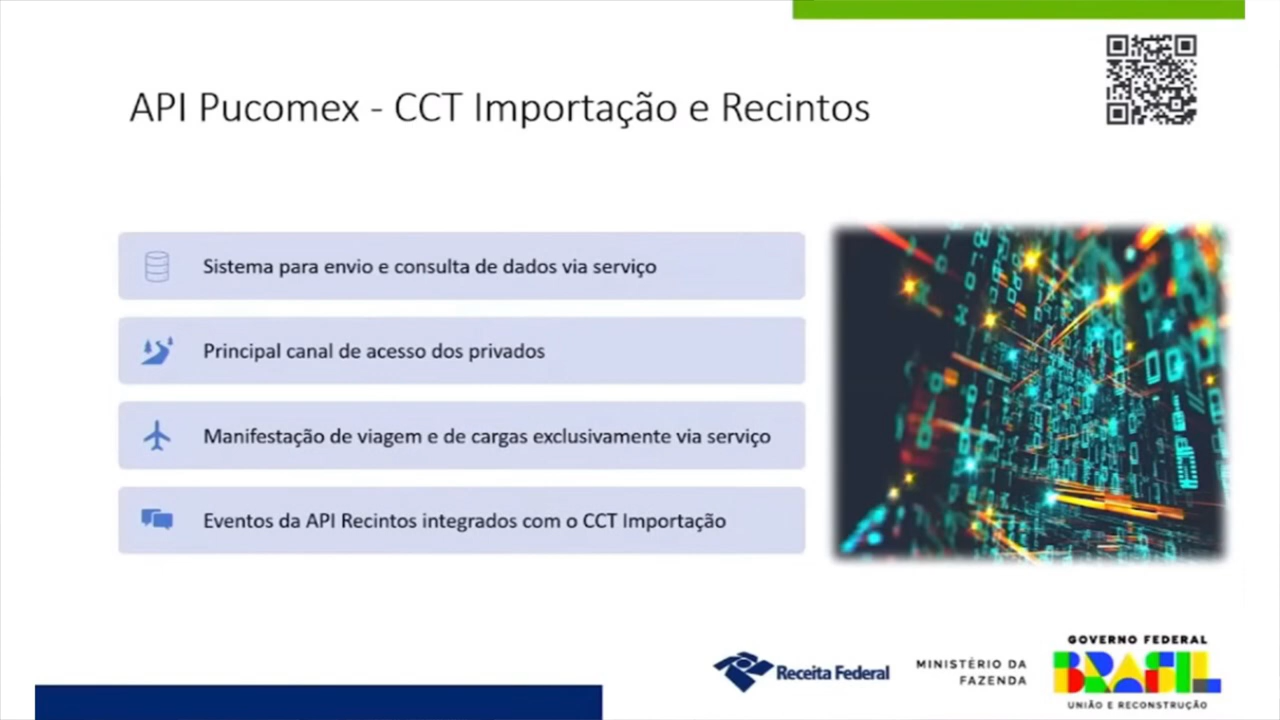 API Pucomex - CCT Importação e Recintos
Sistema para envio e consulta de dados via serviço
Principal canal de acesso dos privados
Manifestação de viagem e de cargas exclusivamente via serviço
Eventos da API Recintos integrados com o CCT Importação
Receita Federal
MINISTÉRIO DA
FAZENDA
GOVERNO FEDERAL
BRASIL
UNIÃO E RECONSTRUÇÃO